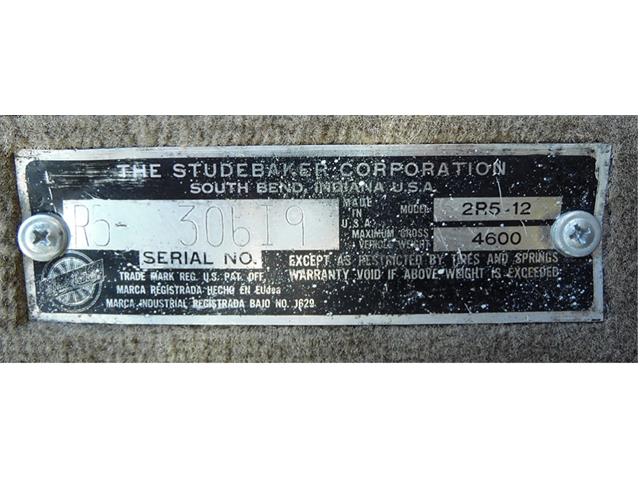 THE STUDEBAKER CORPORATION
SOUTH BEND, INDIANA U.S.A.
R5- 30619
SERIAL NO.
MADE
IN
U.S.A.
MODEL 2R5-12
MAXIMUM GROSS
VEHICLE WEIGHT 4600
TRADE MARK REG. U.S. PAT. OFF.
MARCA REGISTRADA HECHO EN EUdeA
MARCA INDUSTRIAL REGISTRADA BAJO NO. J629
EXCEPT AS RESTRICTED BY TIRES AND SPRINGS
WARRANTY VOID IF ABOVE WEIGHT IS EXCEEDED